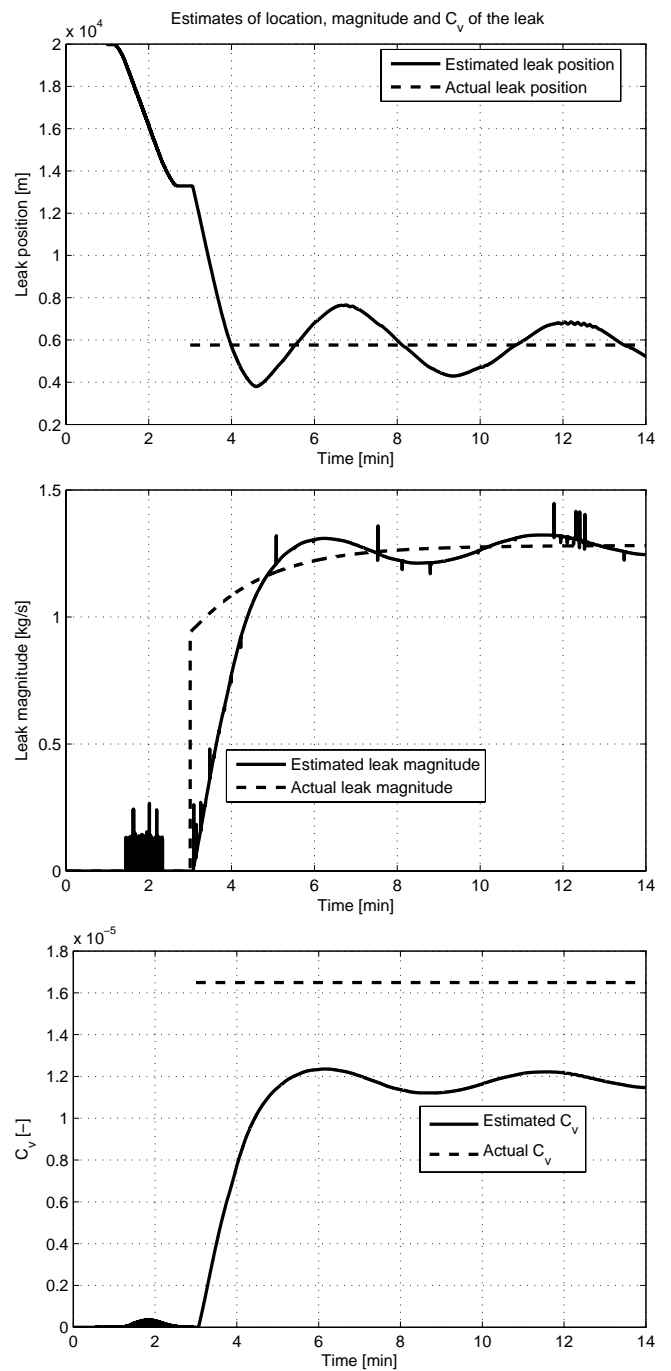 Estimates of location, magnitude and C_v of the leak
x 10^4
2
1.8
1.6
1.4
1.2
1
0.8
0.6
0.4
0.2
Leak position [m]
Estimated leak position
Actual leak position
0 2 4 6 8 10 12 14
Time [min]
1.5
1
0.5
0
Leak magnitude [kg/s]
Estimated leak magnitude
Actual leak magnitude
0 2 4 6 8 10 12 14
Time [min]
x 10^−5
1.8
1.6
1.4
1.2
1
0.8
0.6
0.4
0.2
0
C_v [−]
Estimated C_v
Actual C_v
0 2 4 6 8 10 12 14
Time [min]